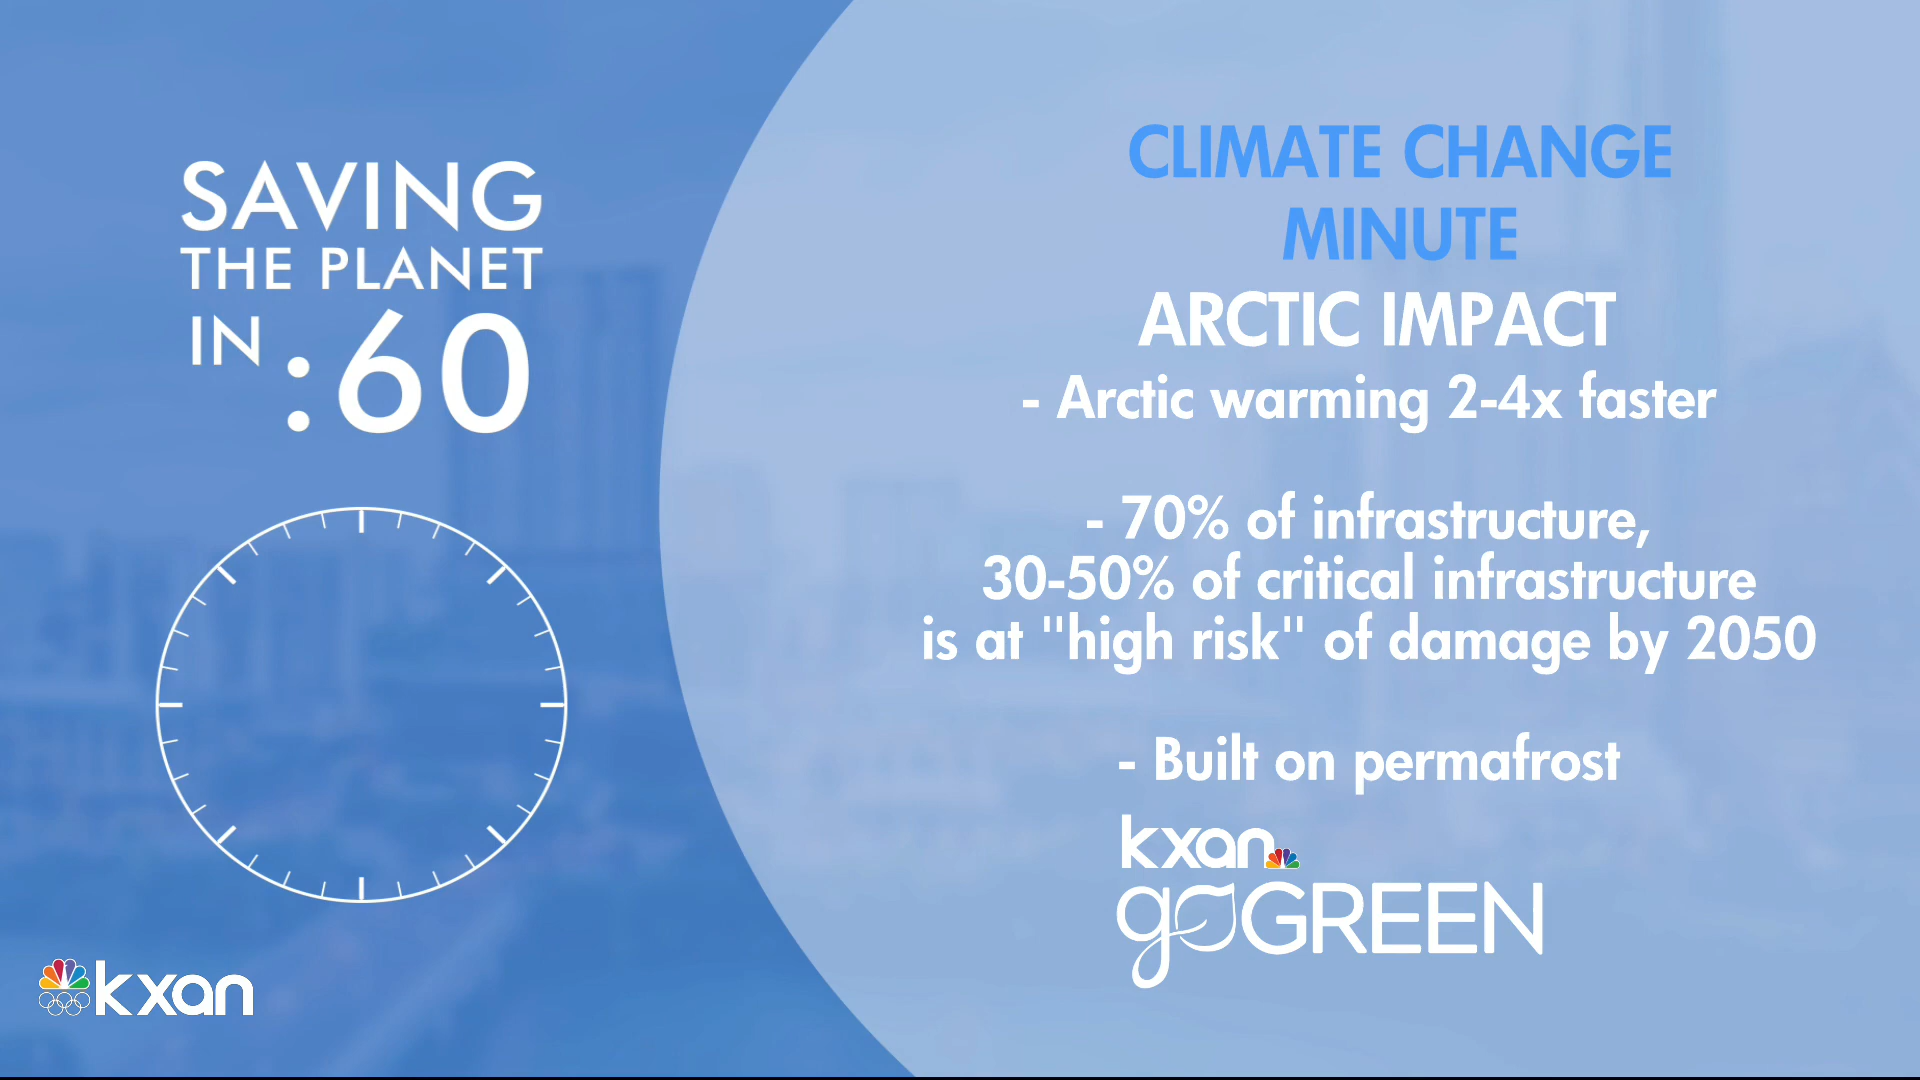 SAVING
THE PLANET
IN :60
kxan
CLIMATE CHANGE
MINUTE
ARCTIC IMPACT
- Arctic warming 2-4x faster
- 70% of infrastructure,
30-50% of critical infrastructure
is at "high risk" of damage by 2050
- Built on permafrost
kxan
goGREEN